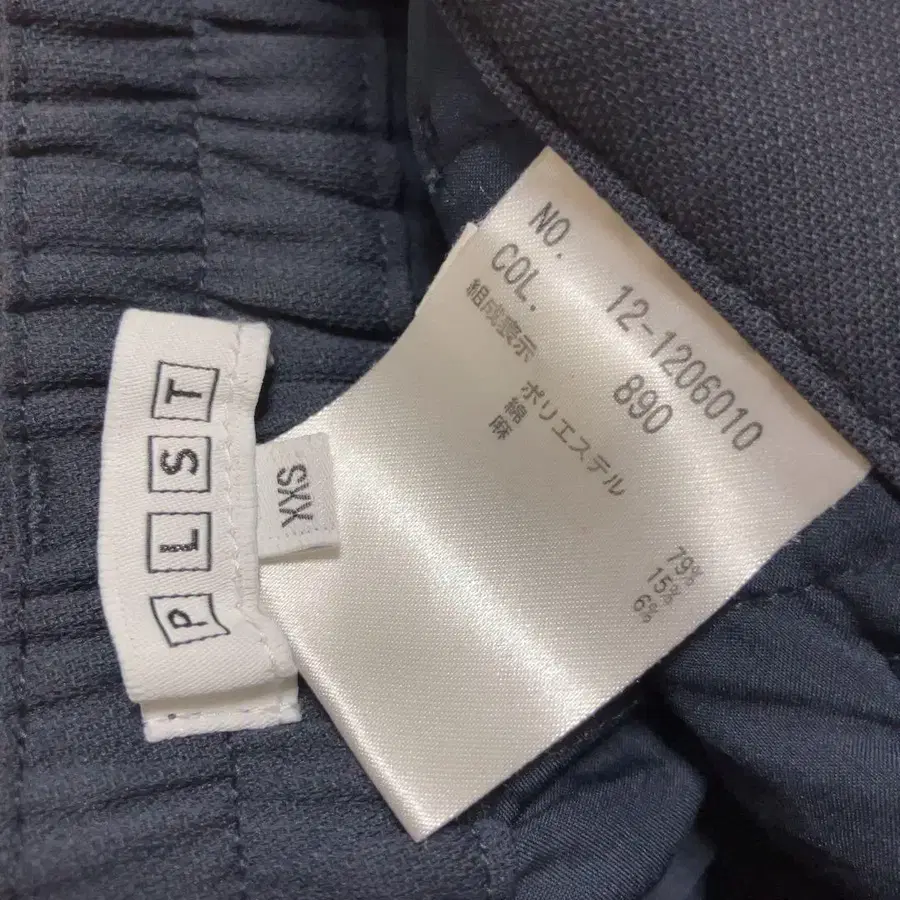 PLST
XXS
NO. 12-1206010
COL. 890
組成表示
ポリエステル 79%
綿 15%
麻 6%